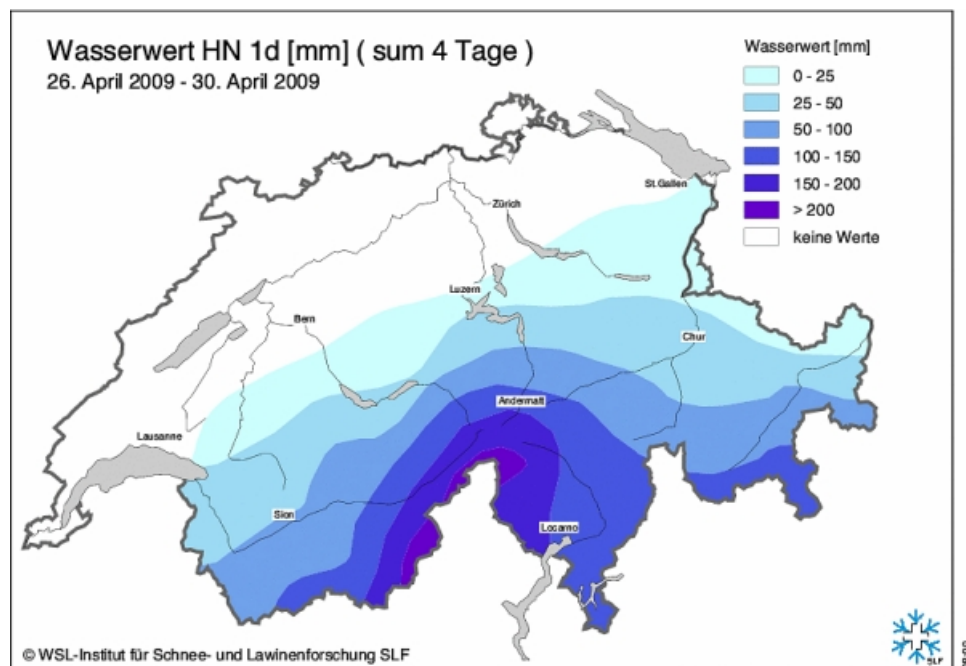 Wasserwert HN 1d [mm] ( sum 4 Tage )
26. April 2009 - 30. April 2009
Wasserwert [mm]
0 - 25
25 - 50
50 - 100
100 - 150
150 - 200
> 200
keine Werte
St.Gallen
Zürich
Luzern
Bern
Chur
Andermatt
Lausanne
Sion
Locarno
© WSL-Institut für Schnee- und Lawinenforschung SLF
SLF